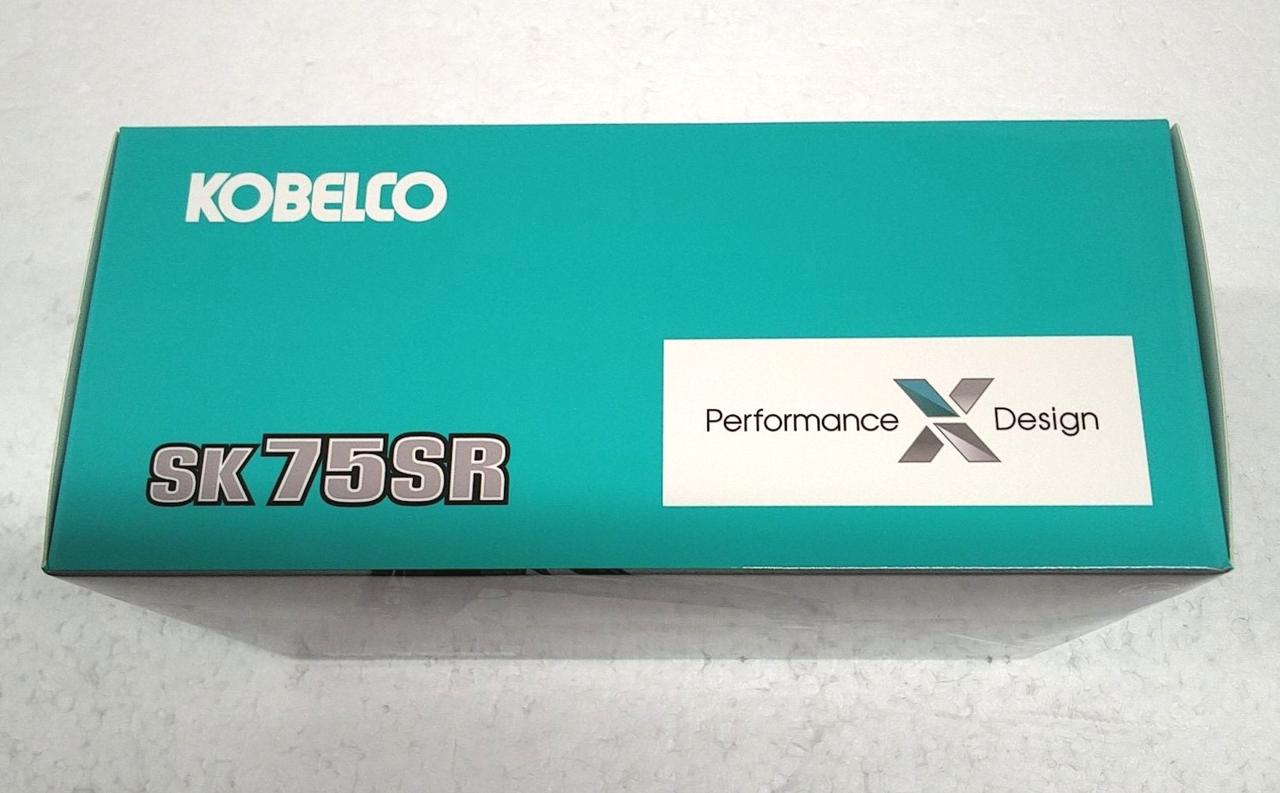 KOBELCO
Performance X Design
SK75SR